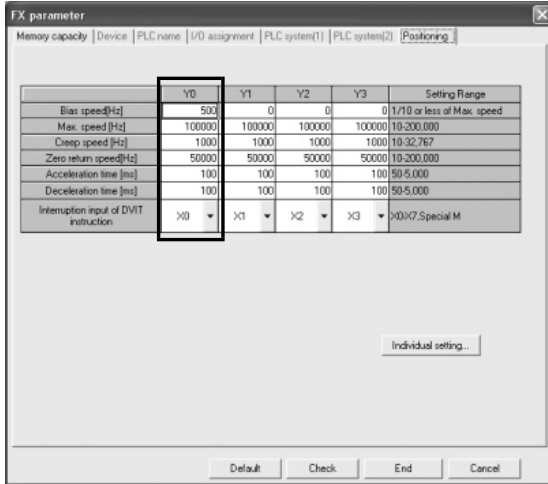 FX parameter
Memory capacity Device PLC name I/O assignment PLC system(1) PLC system(2) Positioning
Y0 Y1 Y2 Y3 Setting Range
Bias speed[Hz] 500 0 0 0 1/10 or less of Max. speed
Max. speed [Hz] 100000 100000 100000 100000 10-200,000
Creep speed [Hz] 1000 1000 1000 1000 10-32,767
Zero return speed[Hz] 50000 50000 50000 50000 10-200,000
Acceleration time [ms] 100 100 100 100 50-5,000
Deceleration time [ms] 100 100 100 100 50-5,000
Interruption input of DVIT
instruction X0 X1 X2 X3 X0-X7,Special M
Individual setting...
Default Check End Cancel